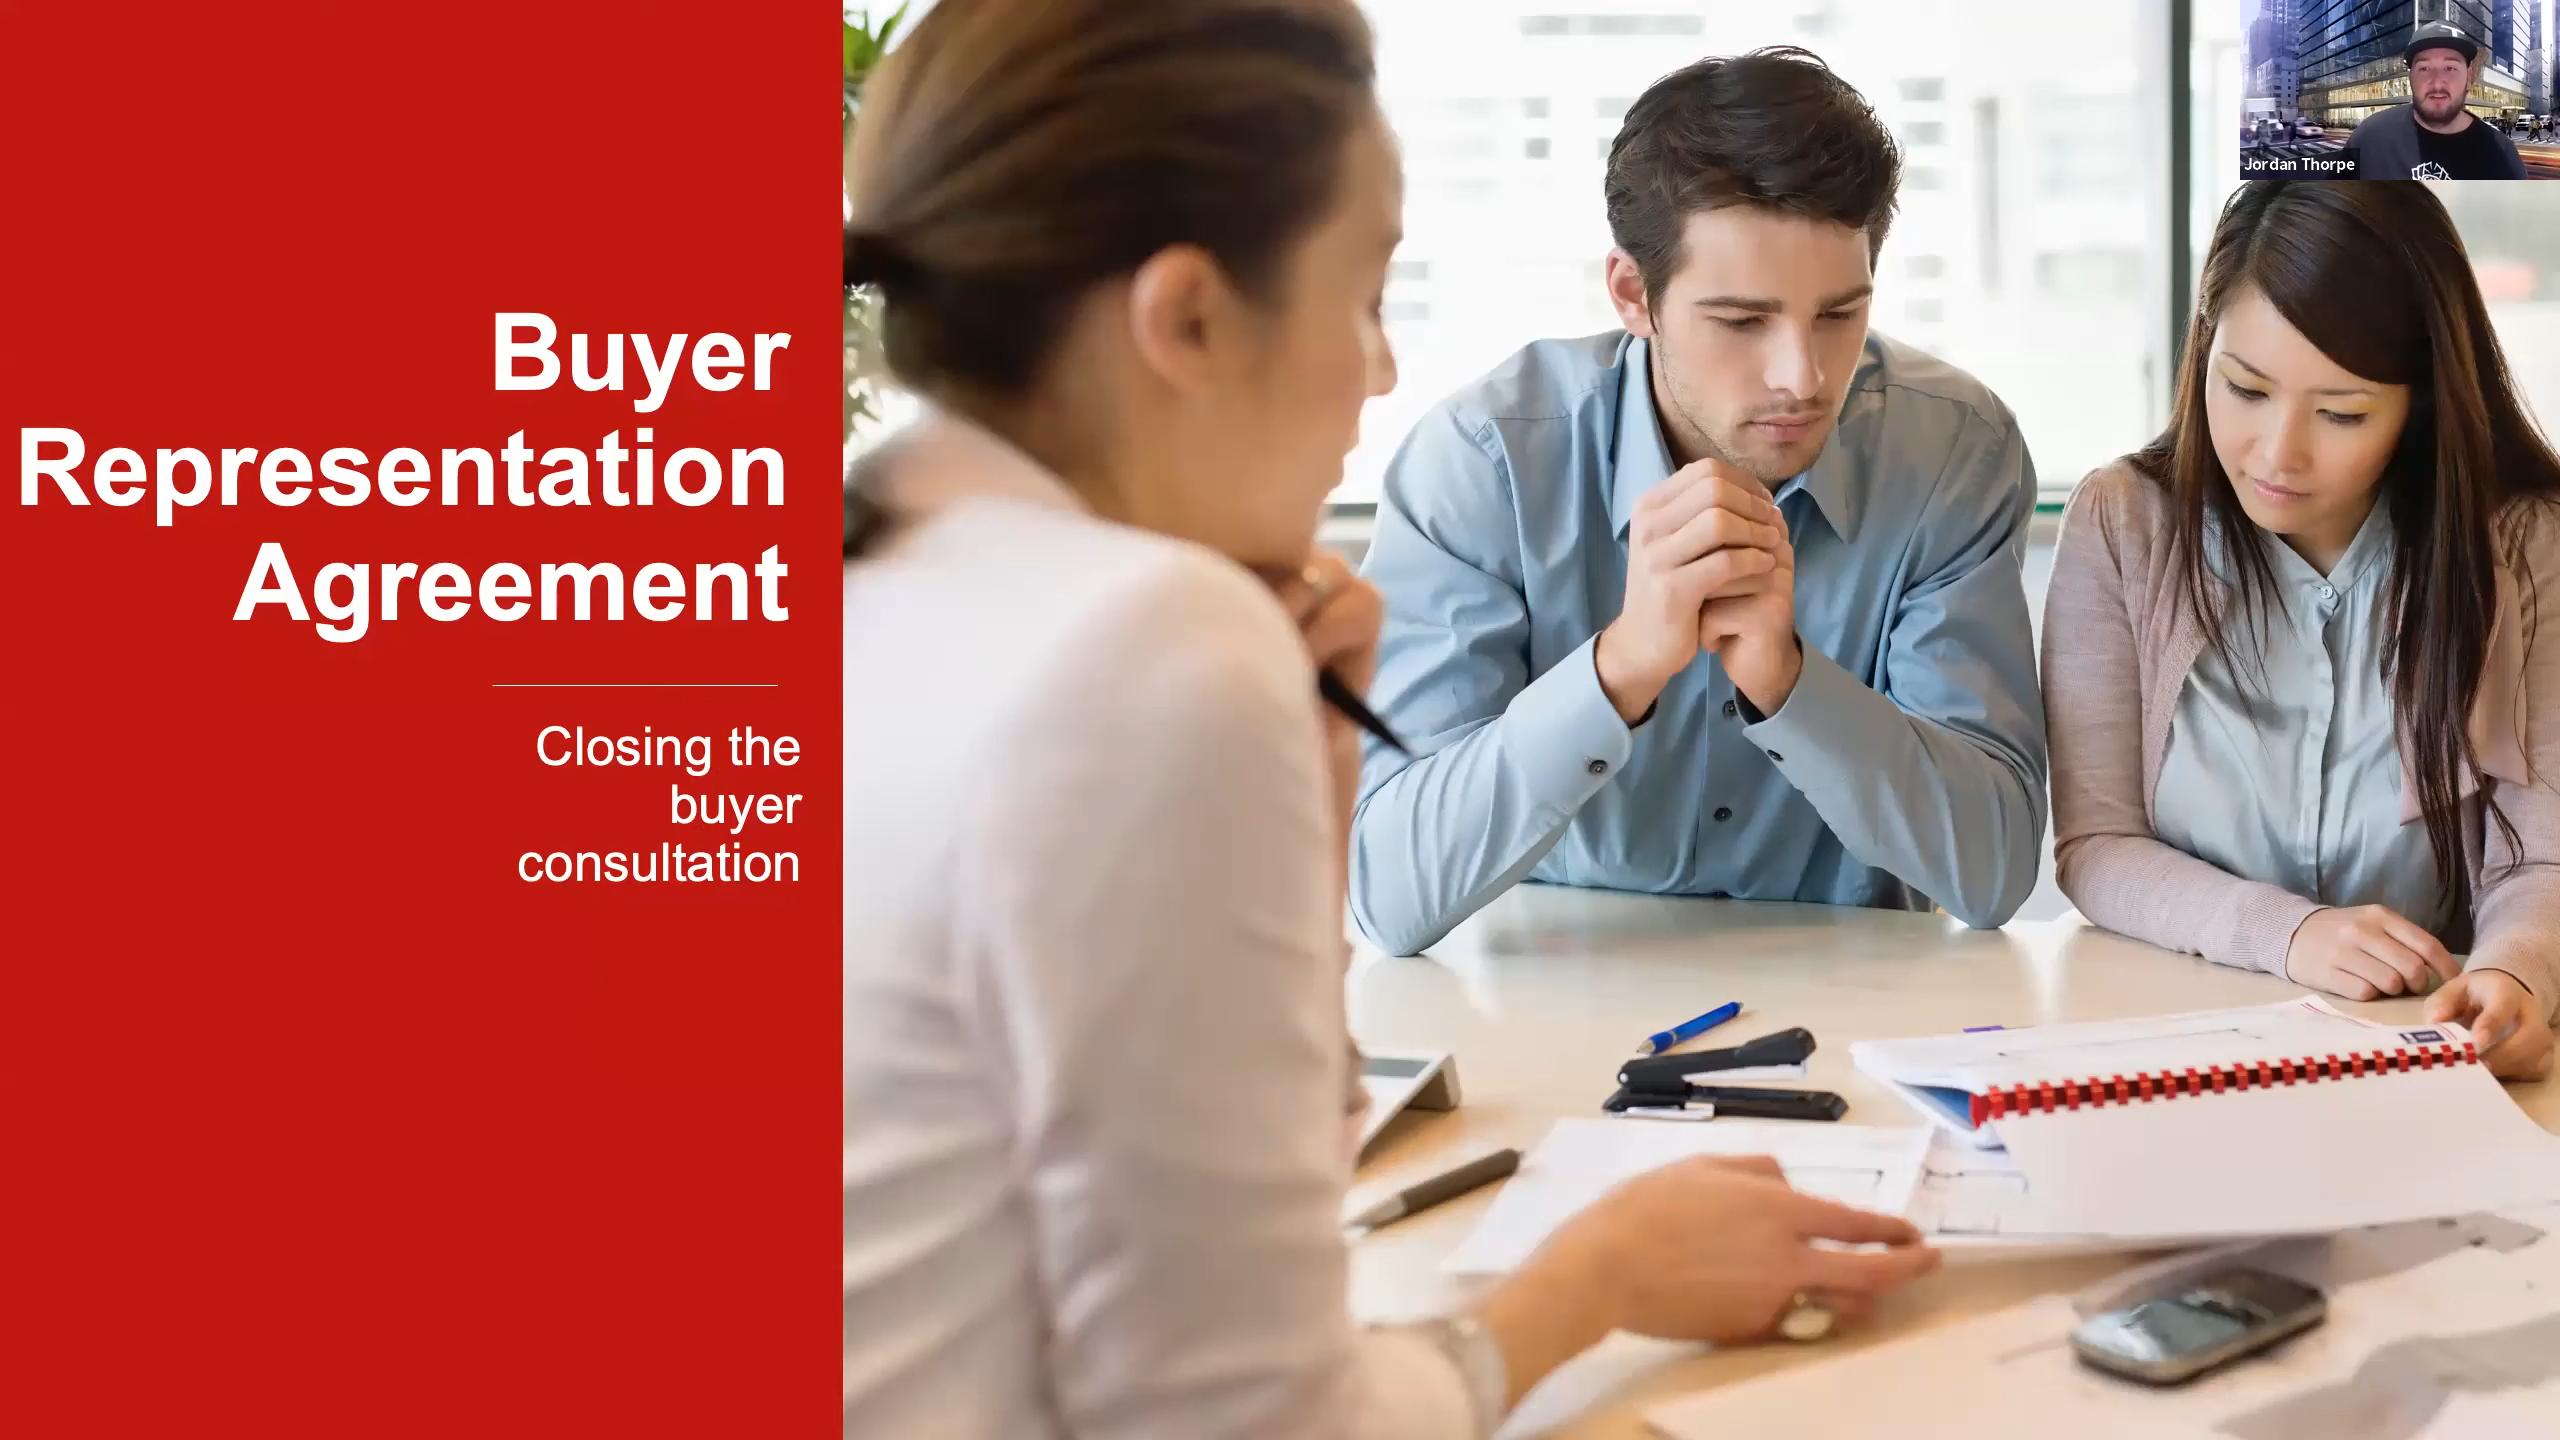 Buyer
Representation
Agreement
Closing the
buyer
consultation
Jordan Thorpe